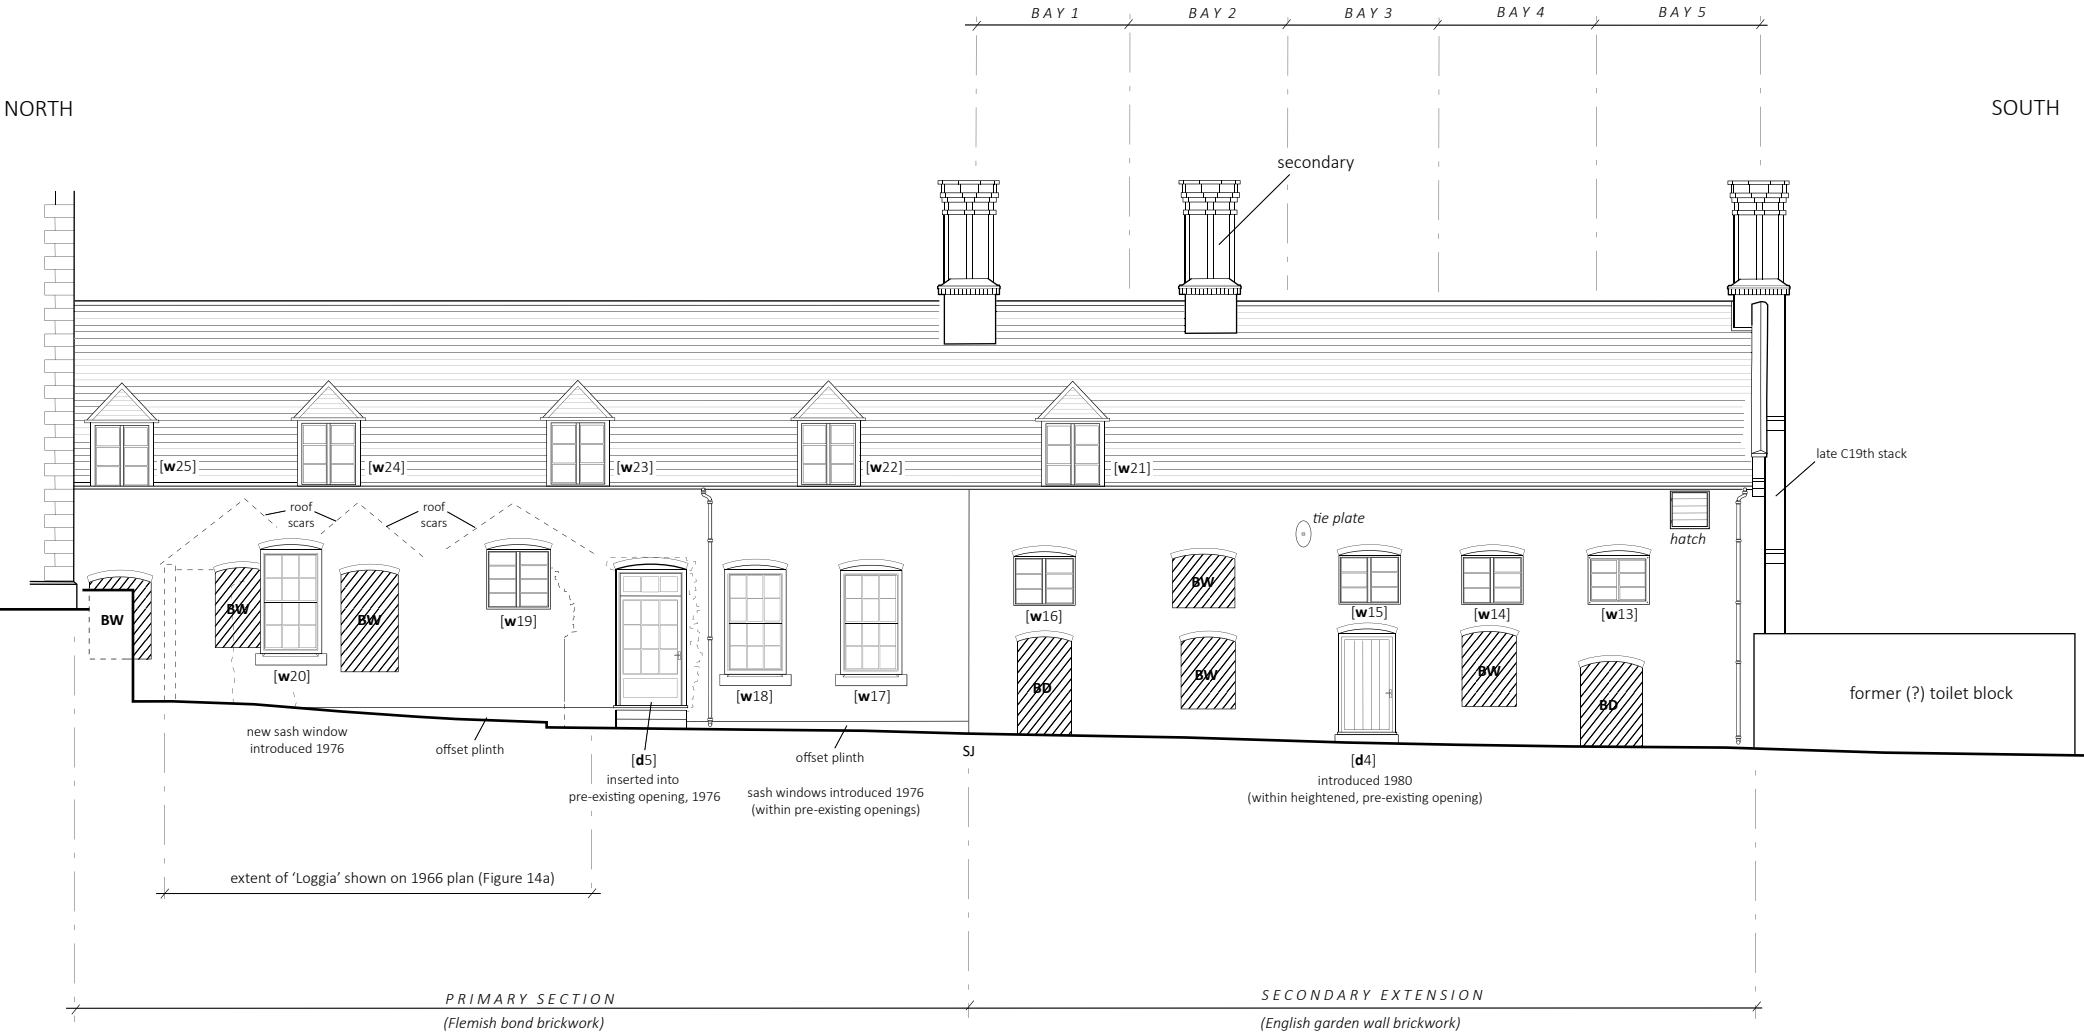 BAY 1
BAY 2
BAY 3
BAY 4
BAY 5
NORTH
SOUTH
secondary
late C19th stack
[w25]
[w24]
[w23]
[w22]
[w21]
roof
scars
roof
scars
tie plate
hatch
BW
BW
BW
[w20]
[w19]
[w18]
[w17]
[w16]
BW
[w15]
[w14]
[w13]
BD
BW
BW
BD
former (?) toilet block
new sash window
introduced 1976
offset plinth
[d5]
inserted into
pre-existing opening, 1976
offset plinth
sash windows introduced 1976
(within pre-existing openings)
SJ
[d4]
introduced 1980
(within heightened, pre-existing opening)
extent of ‘Loggia’ shown on 1966 plan (Figure 14a)
PRIMARY SECTION
(Flemish bond brickwork)
SECONDARY EXTENSION
(English garden wall brickwork)